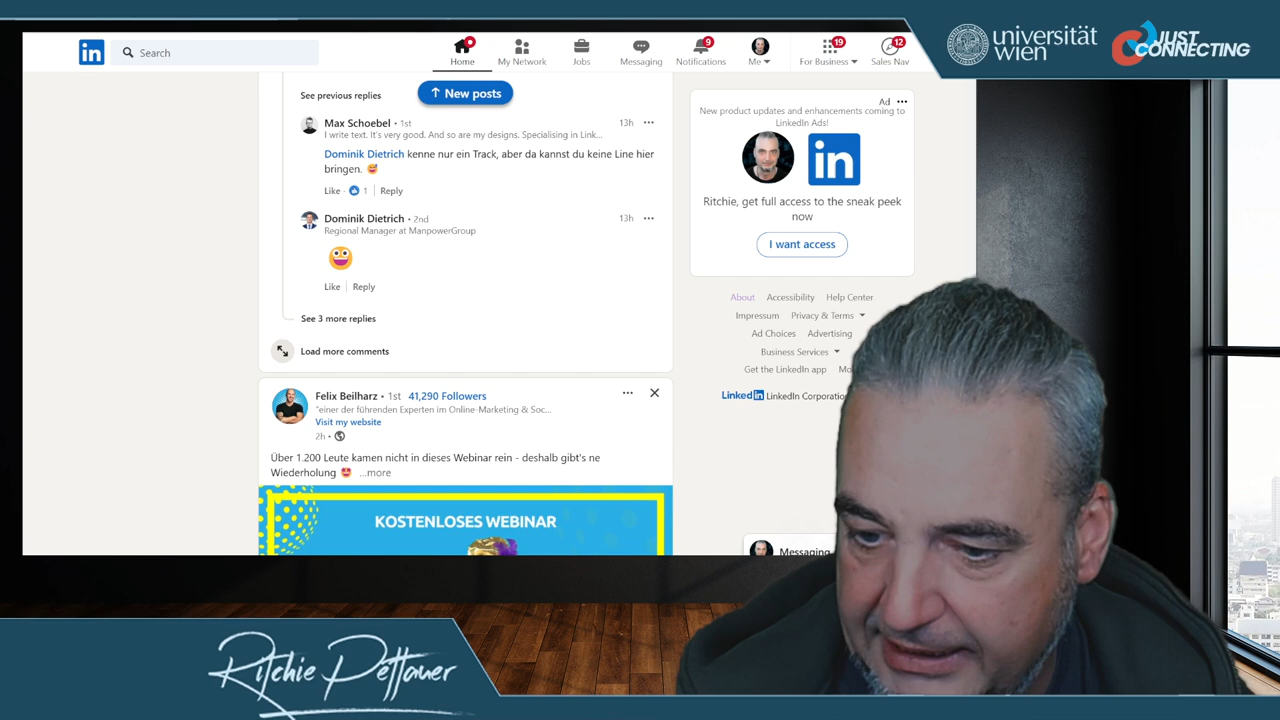 Search
Home
My Network
Jobs
Messaging
9
Notifications
Me
19
For Business
12
Sales Nav
universität
wien
JUST
CONNECTING
See previous replies
New posts
Max Schoebel • 1st
13h
I write text. It's very good. And so are my designs. Specialising in Link...
Dominik Dietrich kenne nur ein Track, aber da kannst du keine Line hier
bringen. 😅
Like · 1 | Reply
Dominik Dietrich • 2nd
13h
Regional Manager at ManpowerGroup
😀
Like | Reply
See 3 more replies
Load more comments
Felix Beilharz • 1st 41,290 Followers
"einer der führenden Experten im Online-Marketing & Soc...
Visit my website
2h •
Über 1.200 Leute kamen nicht in dieses Webinar rein - deshalb gibt's ne
Wiederholung 🤩 ...more
KOSTENLOSES WEBINAR
Ad
New product updates and enhancements coming to
LinkedIn Ads!
in
Ritchie, get full access to the sneak peek
now
I want access
About Accessibility Help Center
Impressum Privacy & Terms
Ad Choices Advertising
Business Services
Get the LinkedIn app Mo
LinkedIn LinkedIn Corporatio
Messaging
Ritchie Pettauer